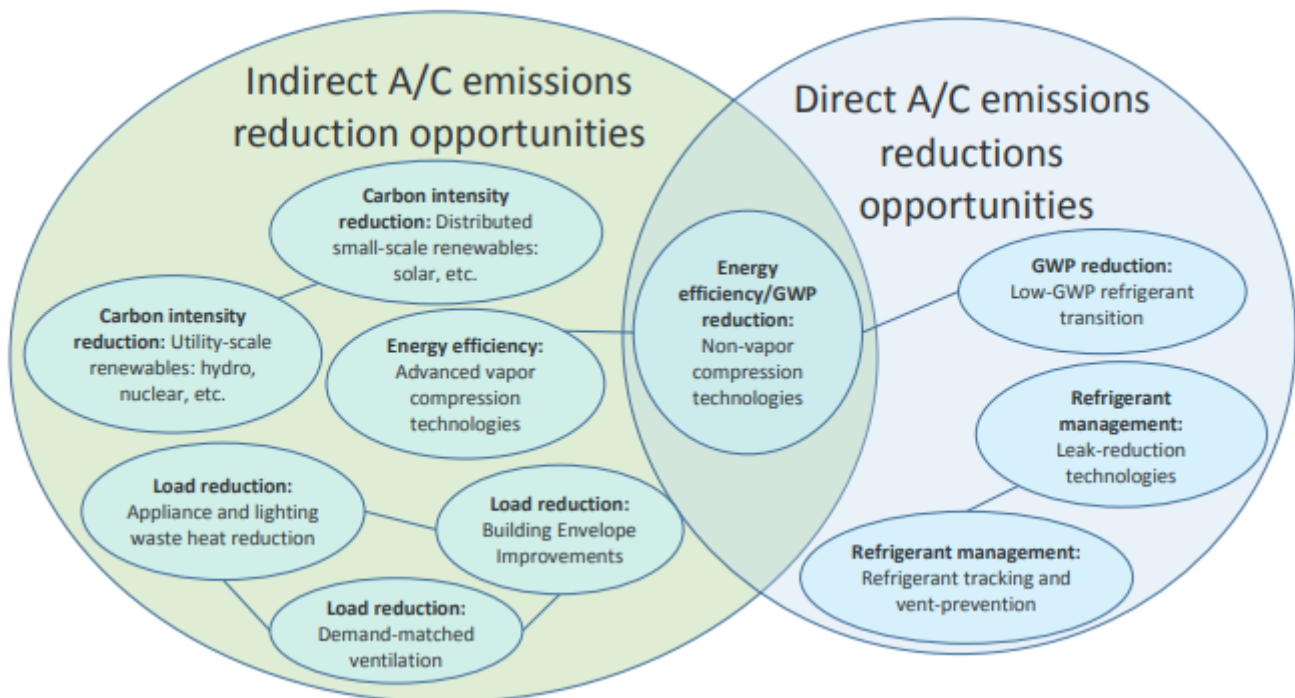 Indirect A/C emissions
reduction opportunities
Direct A/C emissions
reductions
opportunities
Carbon intensity
reduction: Distributed
small-scale renewables:
solar, etc.
Carbon intensity
reduction: Utility-scale
renewables: hydro,
nuclear, etc.
Energy efficiency:
Advanced vapor
compression
technologies
Energy
efficiency/GWP
reduction:
Non-vapor
compression
technologies
GWP reduction:
Low-GWP refrigerant
transition
Refrigerant
management:
Leak-reduction
technologies
Load reduction:
Appliance and lighting
waste heat reduction
Load reduction:
Building Envelope
Improvements
Refrigerant management:
Refrigerant tracking and
vent-prevention
Load reduction:
Demand-matched
ventilation